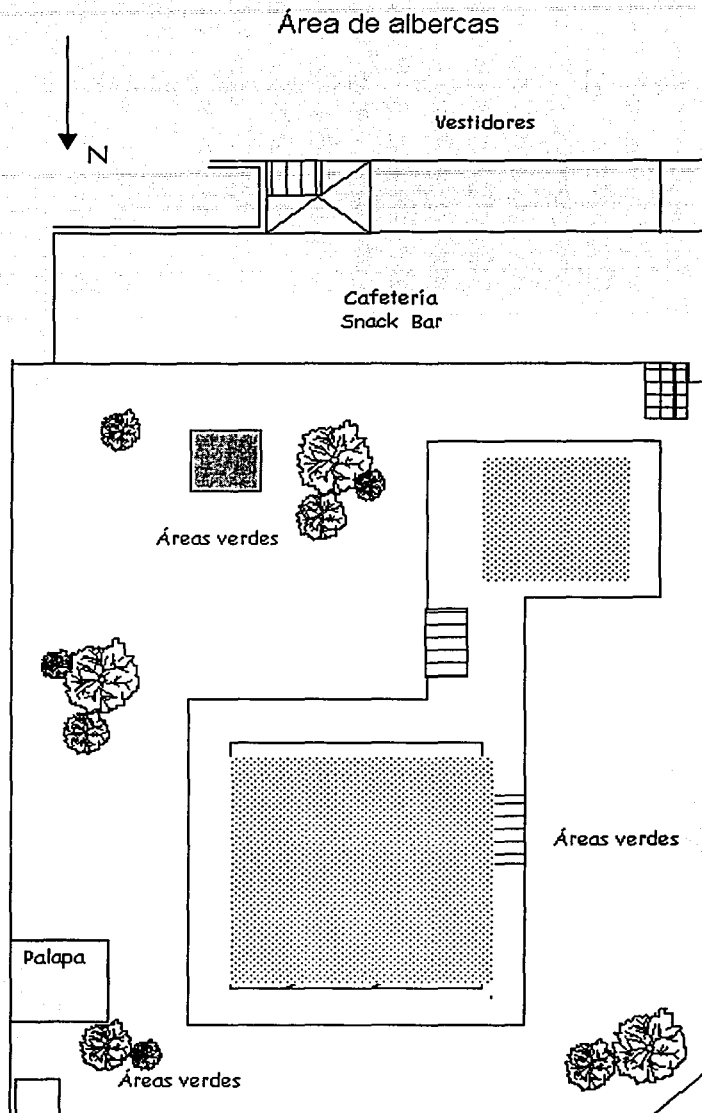 Área de albercas
N
Vestidores
Cafetería
Snack Bar
Áreas verdes
Áreas verdes
Palapa
Áreas verdes